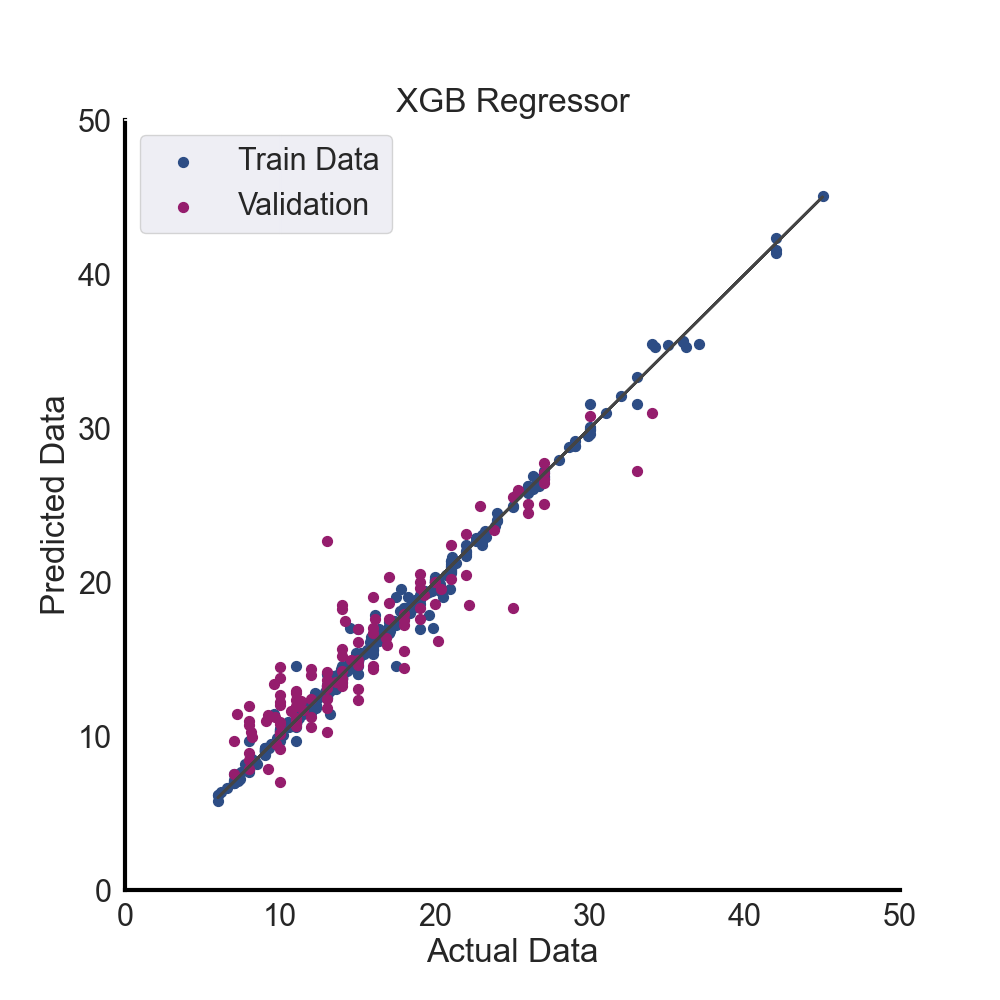 XGB Regressor
50
40
30
20
10
0
Train Data
Validation
Predicted Data
0 10 20 30 40 50
Actual Data